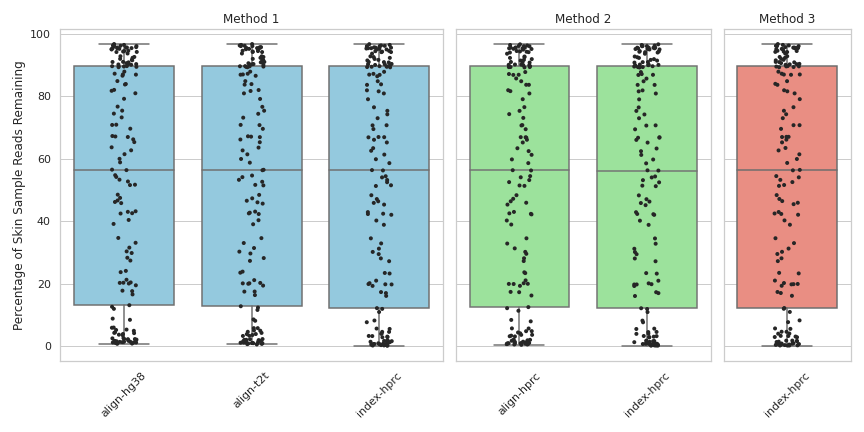 Method 1
Method 2
Method 3
Percentage of Skin Sample Reads Remaining
100
80
60
40
20
0
align-hg38
align-t2t
index-hprc
align-hprc
index-hprc
index-hprc